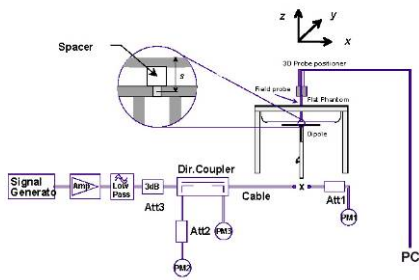 z
y
x
Spacer
s
3D Probe positioner
Field probe
Flat Phantom
Dipole
Dir.Coupler
Signal
Generato
Amp
Low
Pass
3dB
Cable
x
Att3
Att1
Att2
PM3
PM1
PM2
PC